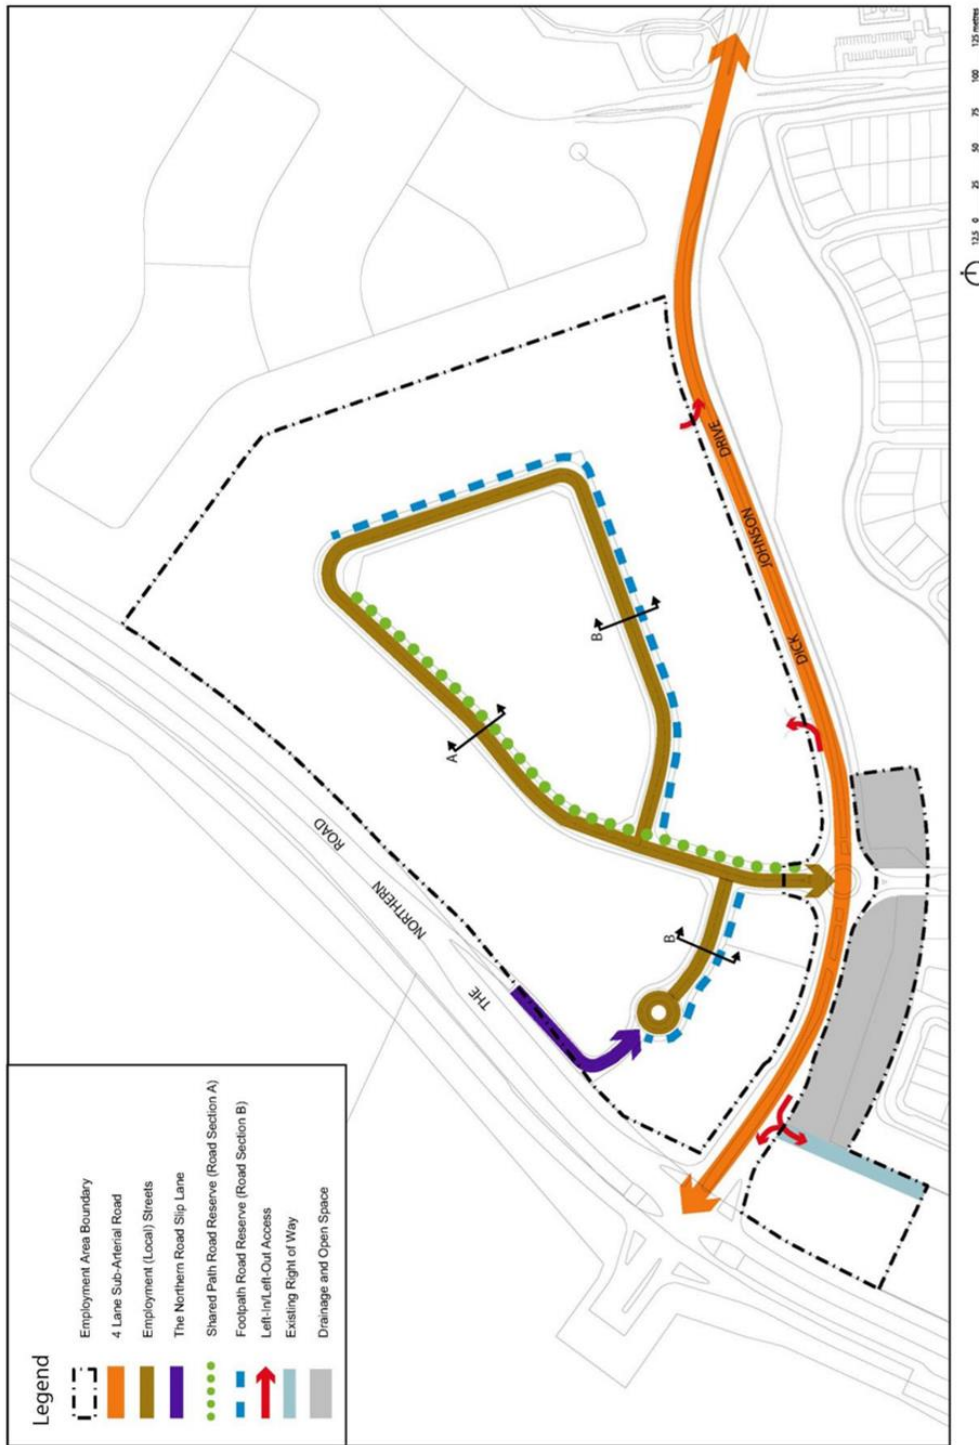 Legend
Employment Area Boundary
4 Lane Sub-Arterial Road
Employment (Local) Streets
The Northern Road Slip Lane
Shared Path Road Reserve (Road Section A)
Footpath Road Reserve (Road Section B)
Left-In/Left-Out Access
Existing Right of Way
Drainage and Open Space
THE NORTHERN ROAD
A
B
B
DICK JOHNSON DRIVE
12.5 0 25 50 75 100 125 metres